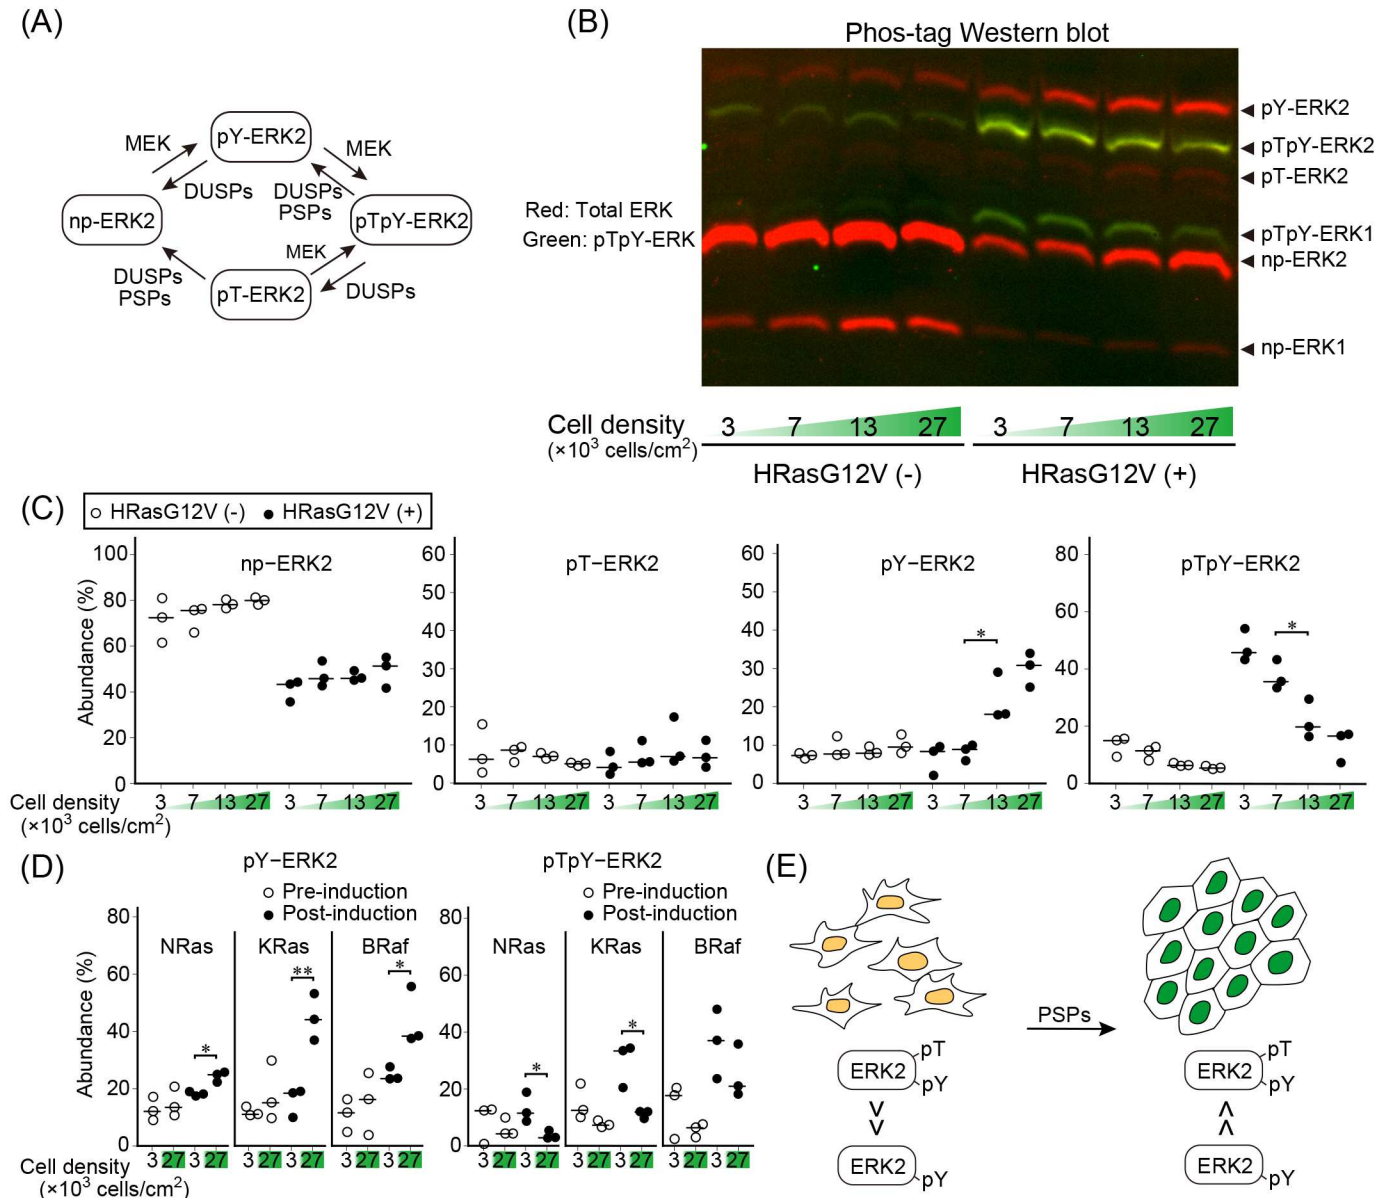 (A)
pY-ERK2
MEK
MEK
DUSPs
DUSPs
PSPs
np-ERK2
pTpY-ERK2
MEK
DUSPs
PSPs
pT-ERK2
DUSPs
(B)
Phos-tag Western blot
pY-ERK2
pTpY-ERK2
pT-ERK2
Red: Total ERK
Green: pTpY-ERK
pTpY-ERK1
np-ERK2
np-ERK1
Cell density
(×10³ cells/cm²)
3 7 13 27 3 7 13 27
HRasG12V (-) HRasG12V (+)
(C)
HRasG12V (-) HRasG12V (+)
np−ERK2
Abundance (%)
100
80
60
40
20
0
3 7 13 27 3 7 13 27
pT−ERK2
60
50
40
30
20
10
0
3 7 13 27 3 7 13 27
pY−ERK2
60
50
40
30
20
10
0
*
3 7 13 27 3 7 13 27
pTpY−ERK2
80
60
40
20
0
*
3 7 13 27 3 7 13 27
Cell density
(×10³ cells/cm²)
(D)
pY−ERK2
Pre-induction
Post-induction
NRas KRas BRaf
Abundance (%)
80
60
40
20
0
* ** *
3 27 3 27 3 27 3 27 3 27 3 27
pTpY−ERK2
Pre-induction
Post-induction
NRas KRas BRaf
80
60
40
20
0
* *
3 27 3 27 3 27 3 27 3 27 3 27
Cell density
(×10³ cells/cm²)
(E)
PSPs
ERK2 pT
pY
>>
ERK2 pY
ERK2 pT
pY
<<
ERK2 pY